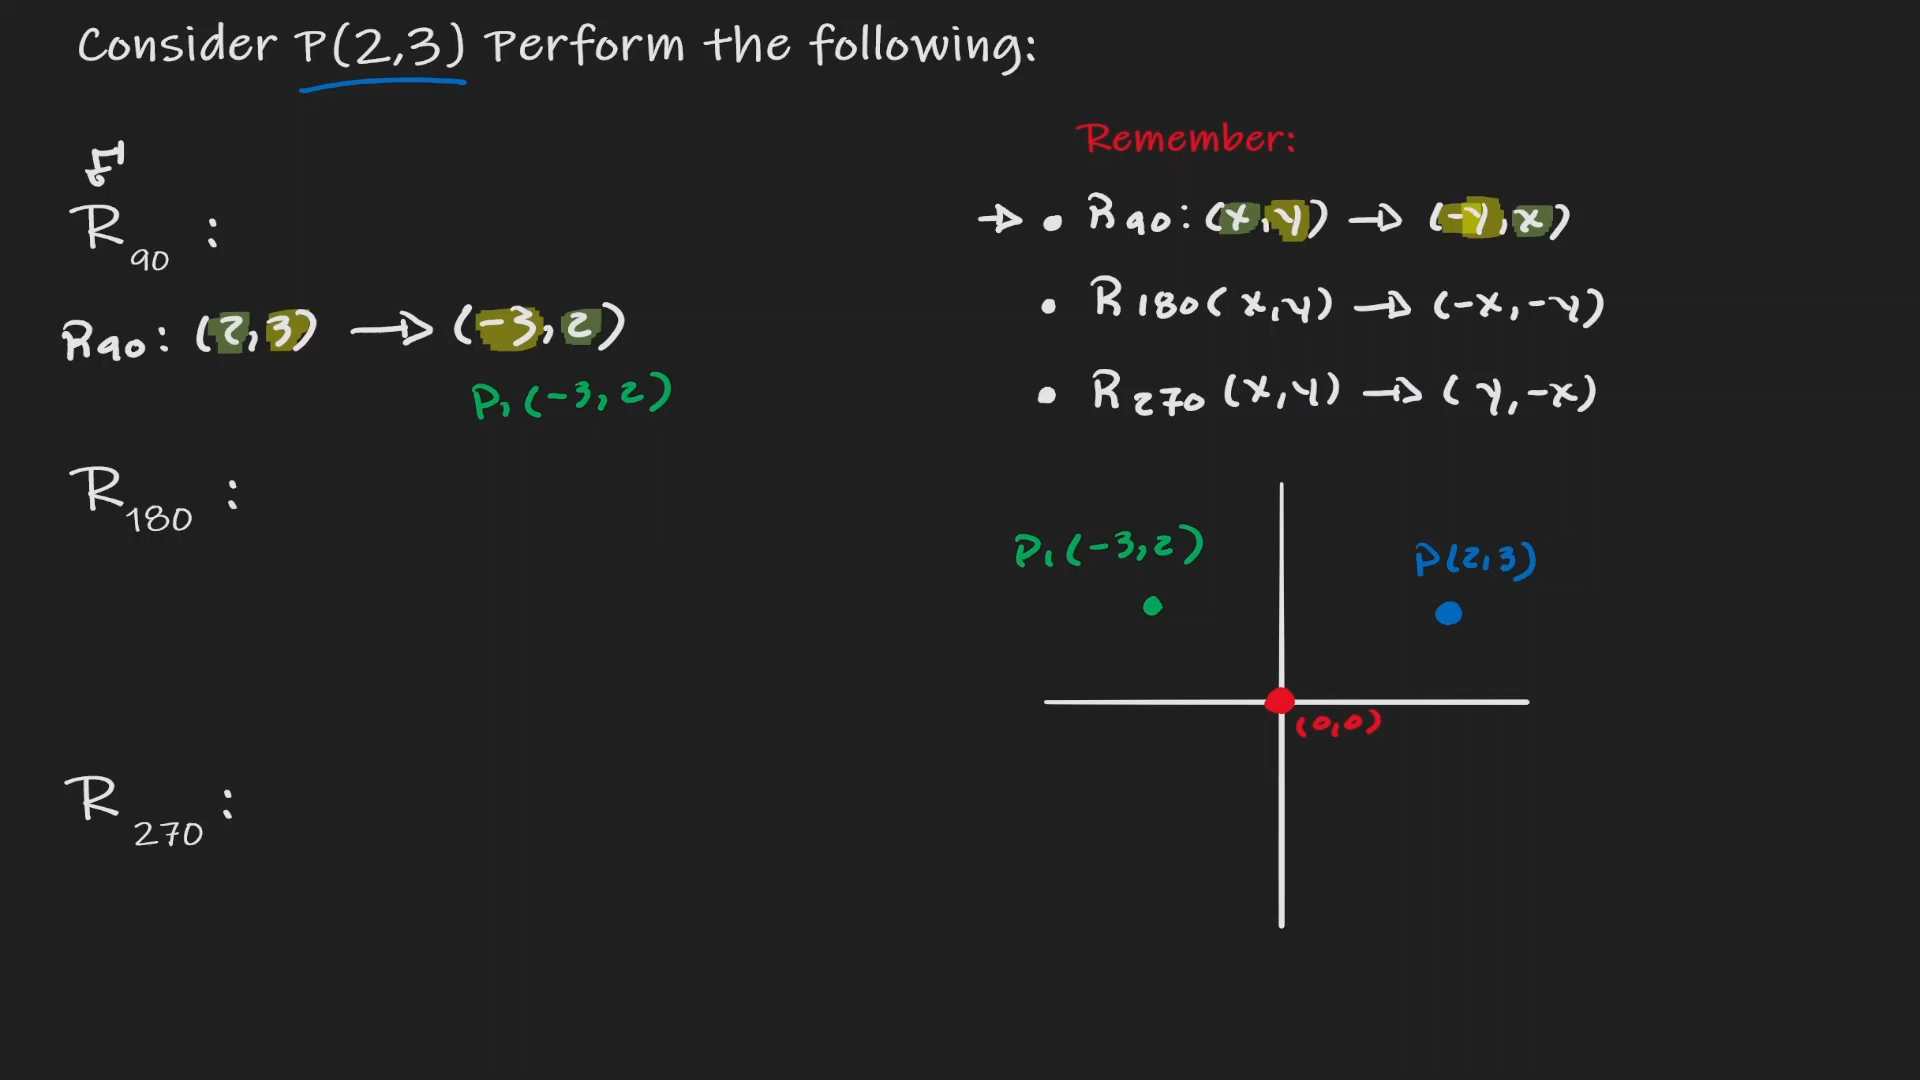 Consider P(2,3) Perform the following:
R90 :
R90: (2,3) → (-3,2)
P1(-3,2)
R180 :
R270 :
Remember:
→ • R90: (x,y) → (-y,x)
• R180(x,y) → (-x,-y)
• R270(x,y) → (y,-x)
P1(-3,2)
P(2,3)
(0,0)